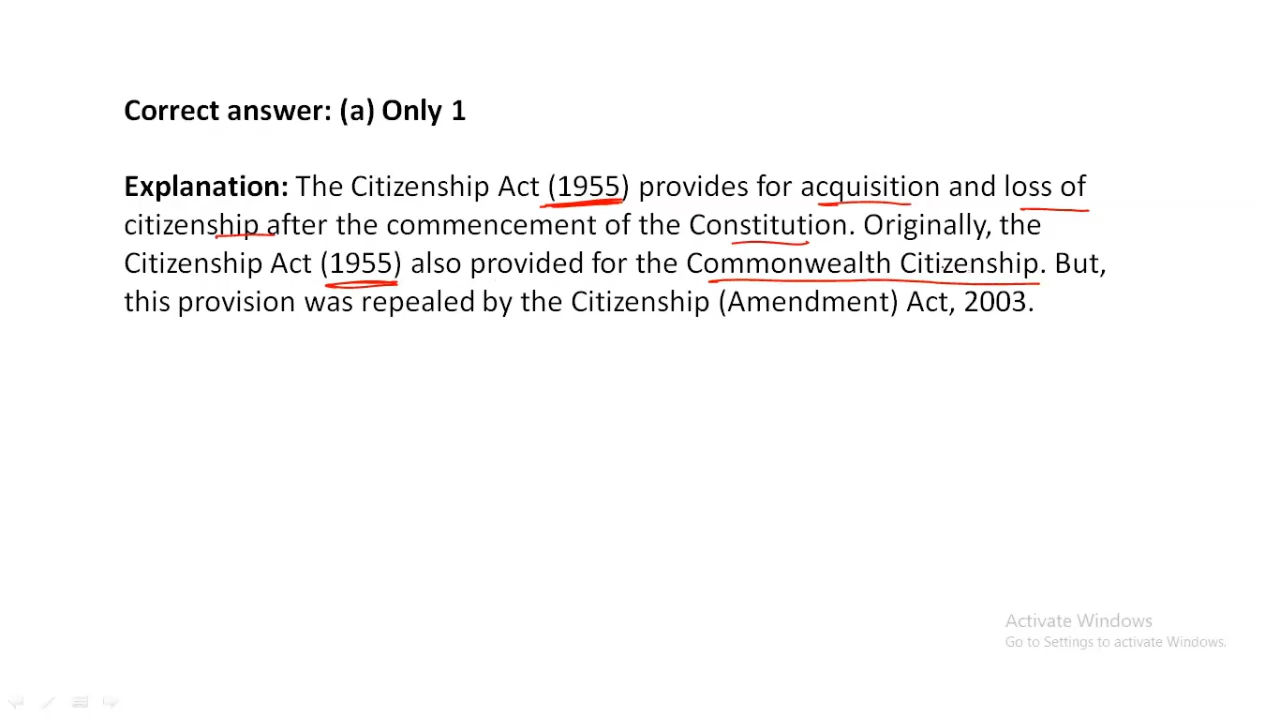 Correct answer: (a) Only 1
Explanation: The Citizenship Act (1955) provides for acquisition and loss of
citizenship after the commencement of the Constitution. Originally, the
Citizenship Act (1955) also provided for the Commonwealth Citizenship. But,
this provision was repealed by the Citizenship (Amendment) Act, 2003.
Activate Windows
Go to Settings to activate Windows.